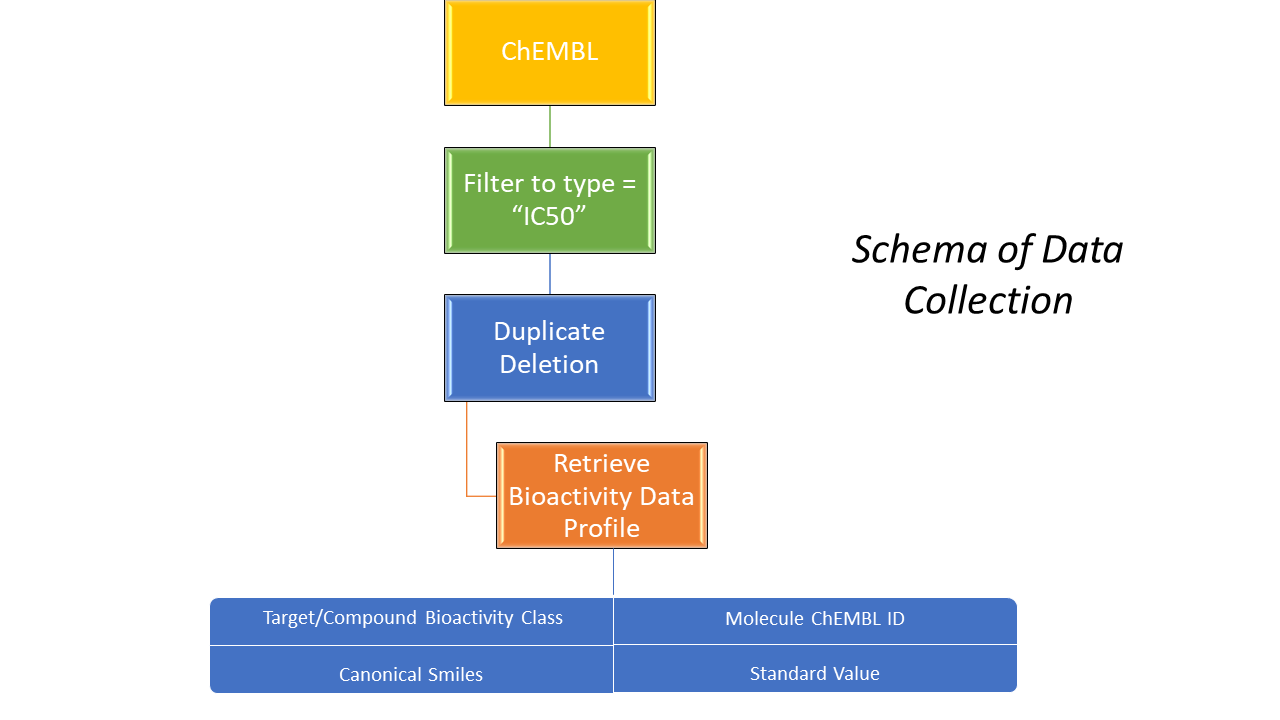 ChEMBL
Filter to type =
“IC50”
Schema of Data
Collection
Duplicate
Deletion
Retrieve
Bioactivity Data
Profile
Target/Compound Bioactivity Class
Molecule ChEMBL ID
Canonical Smiles
Standard Value